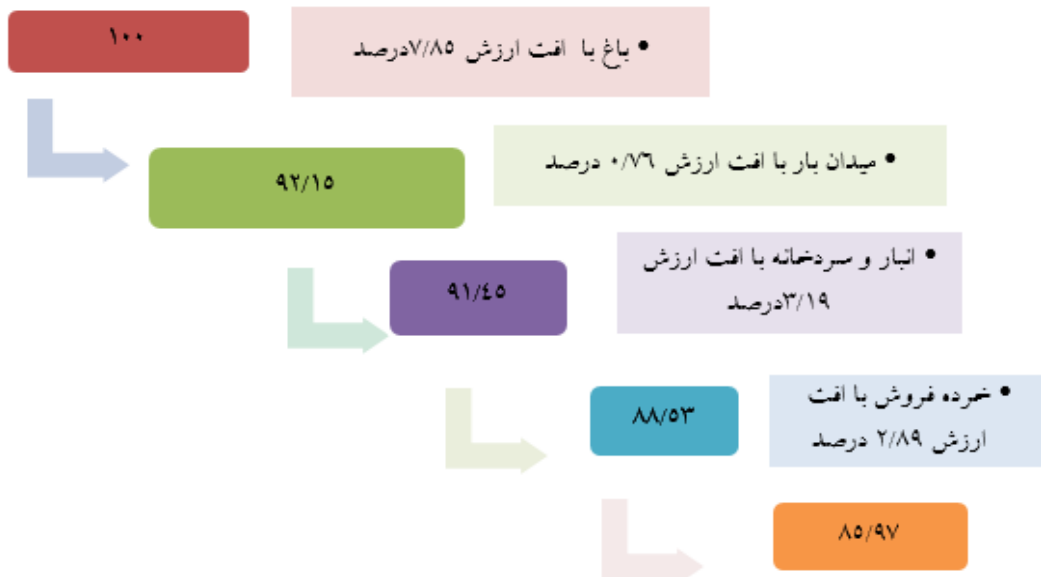 ۱۰۰
• باغ با افت ارزش ۷/۸۵درصد
• میدان بار با افت ارزش ۰/۷۶ درصد
۹۲/۱۵
• انبار و سردخانه با افت ارزش
۳/۱۹درصد
۹۱/٤٥
• خرده فروش با افت
ارزش ۲/۸۹ درصد
۸۸/۵۳
۸۵/۹۷